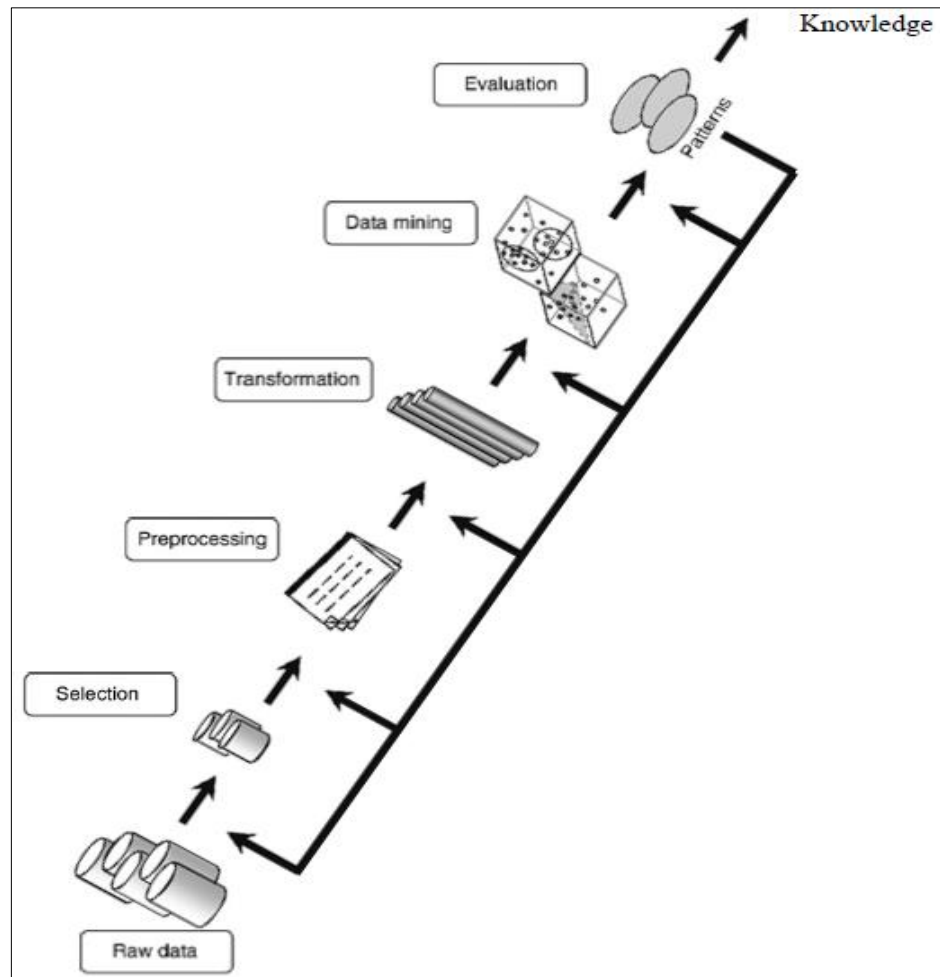 Knowledge
Evaluation
Patterns
Data mining
Transformation
Preprocessing
Selection
Raw data